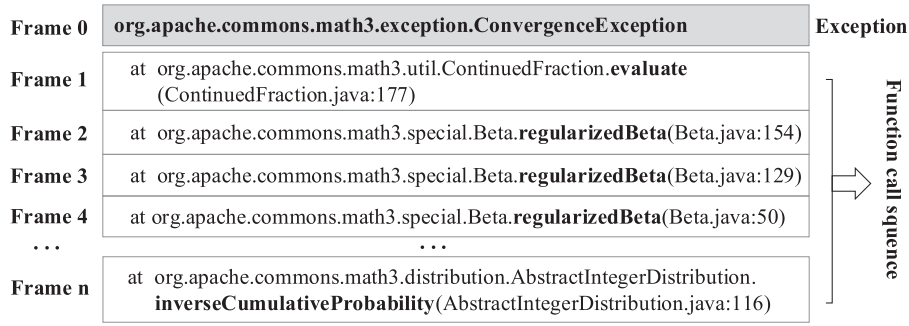 Frame 0 org.apache.commons.math3.exception.ConvergenceException Exception
Frame 1 at org.apache.commons.math3.util.ContinuedFraction.evaluate
(ContinuedFraction.java:177)
Frame 2 at org.apache.commons.math3.special.Beta.regularizedBeta(Beta.java:154)
Frame 3 at org.apache.commons.math3.special.Beta.regularizedBeta(Beta.java:129)
Frame 4 at org.apache.commons.math3.special.Beta.regularizedBeta(Beta.java:50)
... ...
Frame n at org.apache.commons.math3.distribution.AbstractIntegerDistribution.
inverseCumulativeProbability(AbstractIntegerDistribution.java:116)
Function call squence